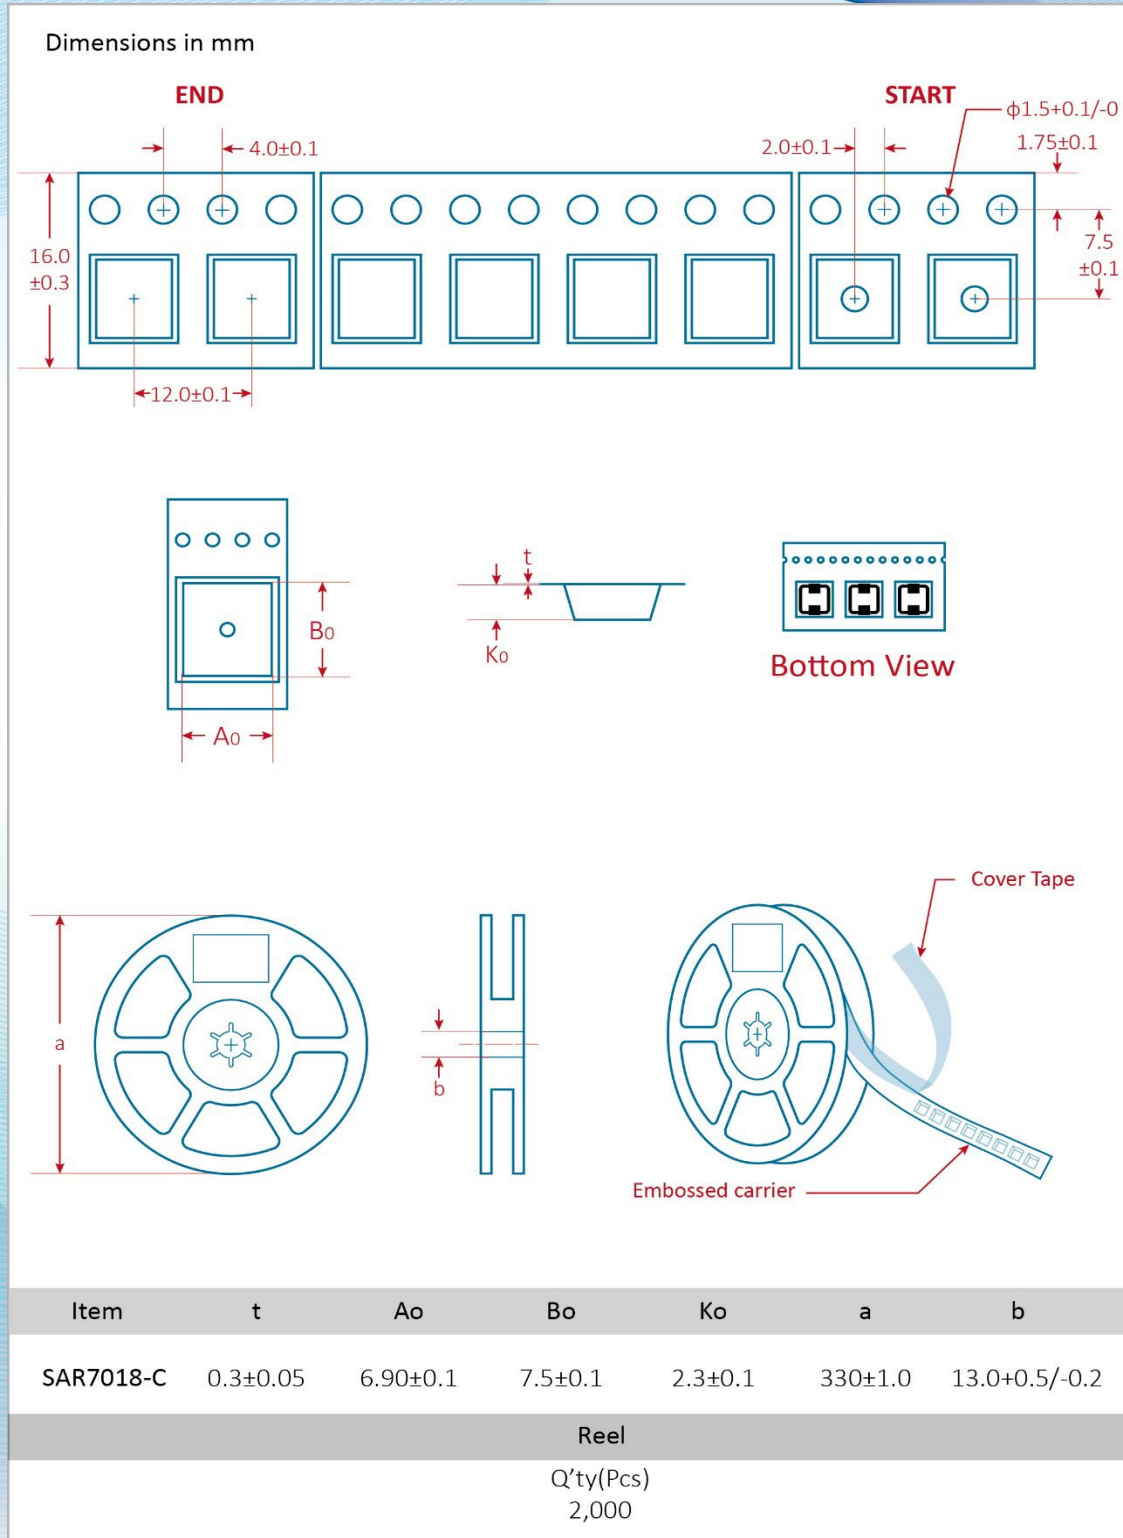 Dimensions in mm
END
START
ϕ1.5+0.1/-0
4.0±0.1
2.0±0.1
1.75±0.1
16.0
±0.3
7.5
±0.1
12.0±0.1
t
B0
K0
A0
Bottom View
Cover Tape
a
b
Embossed carrier
Item t Ao Bo Ko a b
SAR7018-C 0.3±0.05 6.90±0.1 7.5±0.1 2.3±0.1 330±1.0 13.0+0.5/-0.2
Reel
Q’ty(Pcs)
2,000